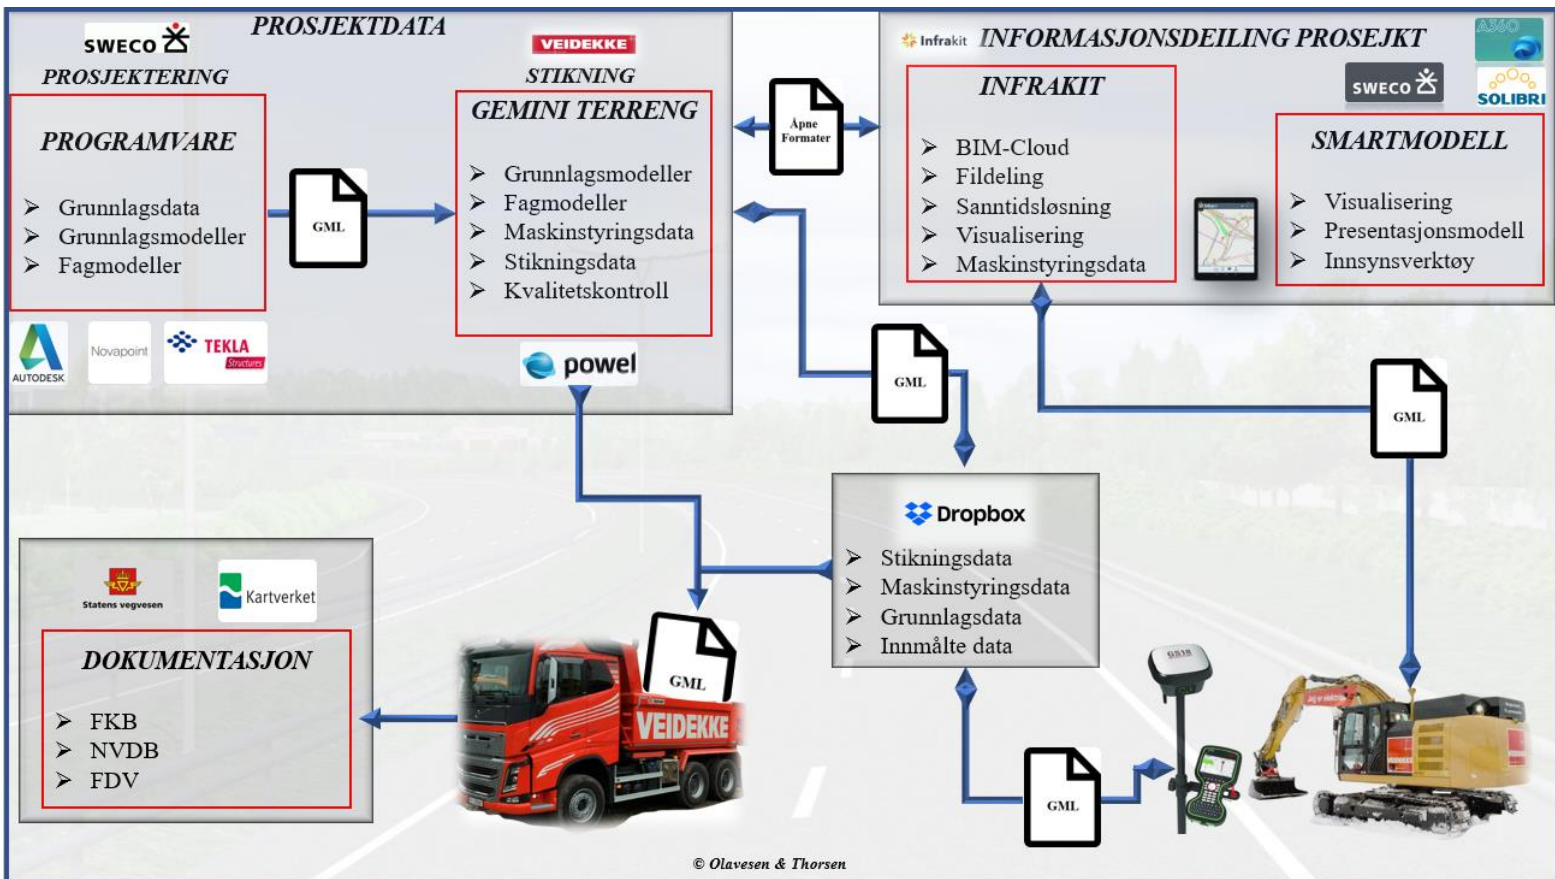 PROSJEKTDATA
SWECO
PROSJEKTERING
PROGRAMVARE
➢ Grunnlagsdata
➢ Grunnlagsmodeller
➢ Fagmodeller
AUTODESK
Novapoint
TEKLA
Structures
GML
VEIDEKKE
STIKNING
GEMINI TERRENG
➢ Grunnlagsmodeller
➢ Fagmodeller
➢ Maskinstyringsdata
➢ Stikningsdata
➢ Kvalitetskontroll
powel
Åpne
Formater
Infrakit
INFORMASJONSDEILING PROSEJKT
A360
SWECO
SOLIBRI
INFRAKIT
➢ BIM-Cloud
➢ Fildeling
➢ Sanntidsløsning
➢ Visualisering
➢ Maskinstyringsdata
SMARTMODELL
➢ Visualisering
➢ Presentasjonsmodell
➢ Innsynsverktøy
GML
GML
Dropbox
➢ Stikningsdata
➢ Maskinstyringsdata
➢ Grunnlagsdata
➢ Innmålte data
Statens vegvesen
Kartverket
DOKUMENTASJON
➢ FKB
➢ NVDB
➢ FDV
GML
VEIDEKKE
GML
GS18
© Olavesen & Thorsen